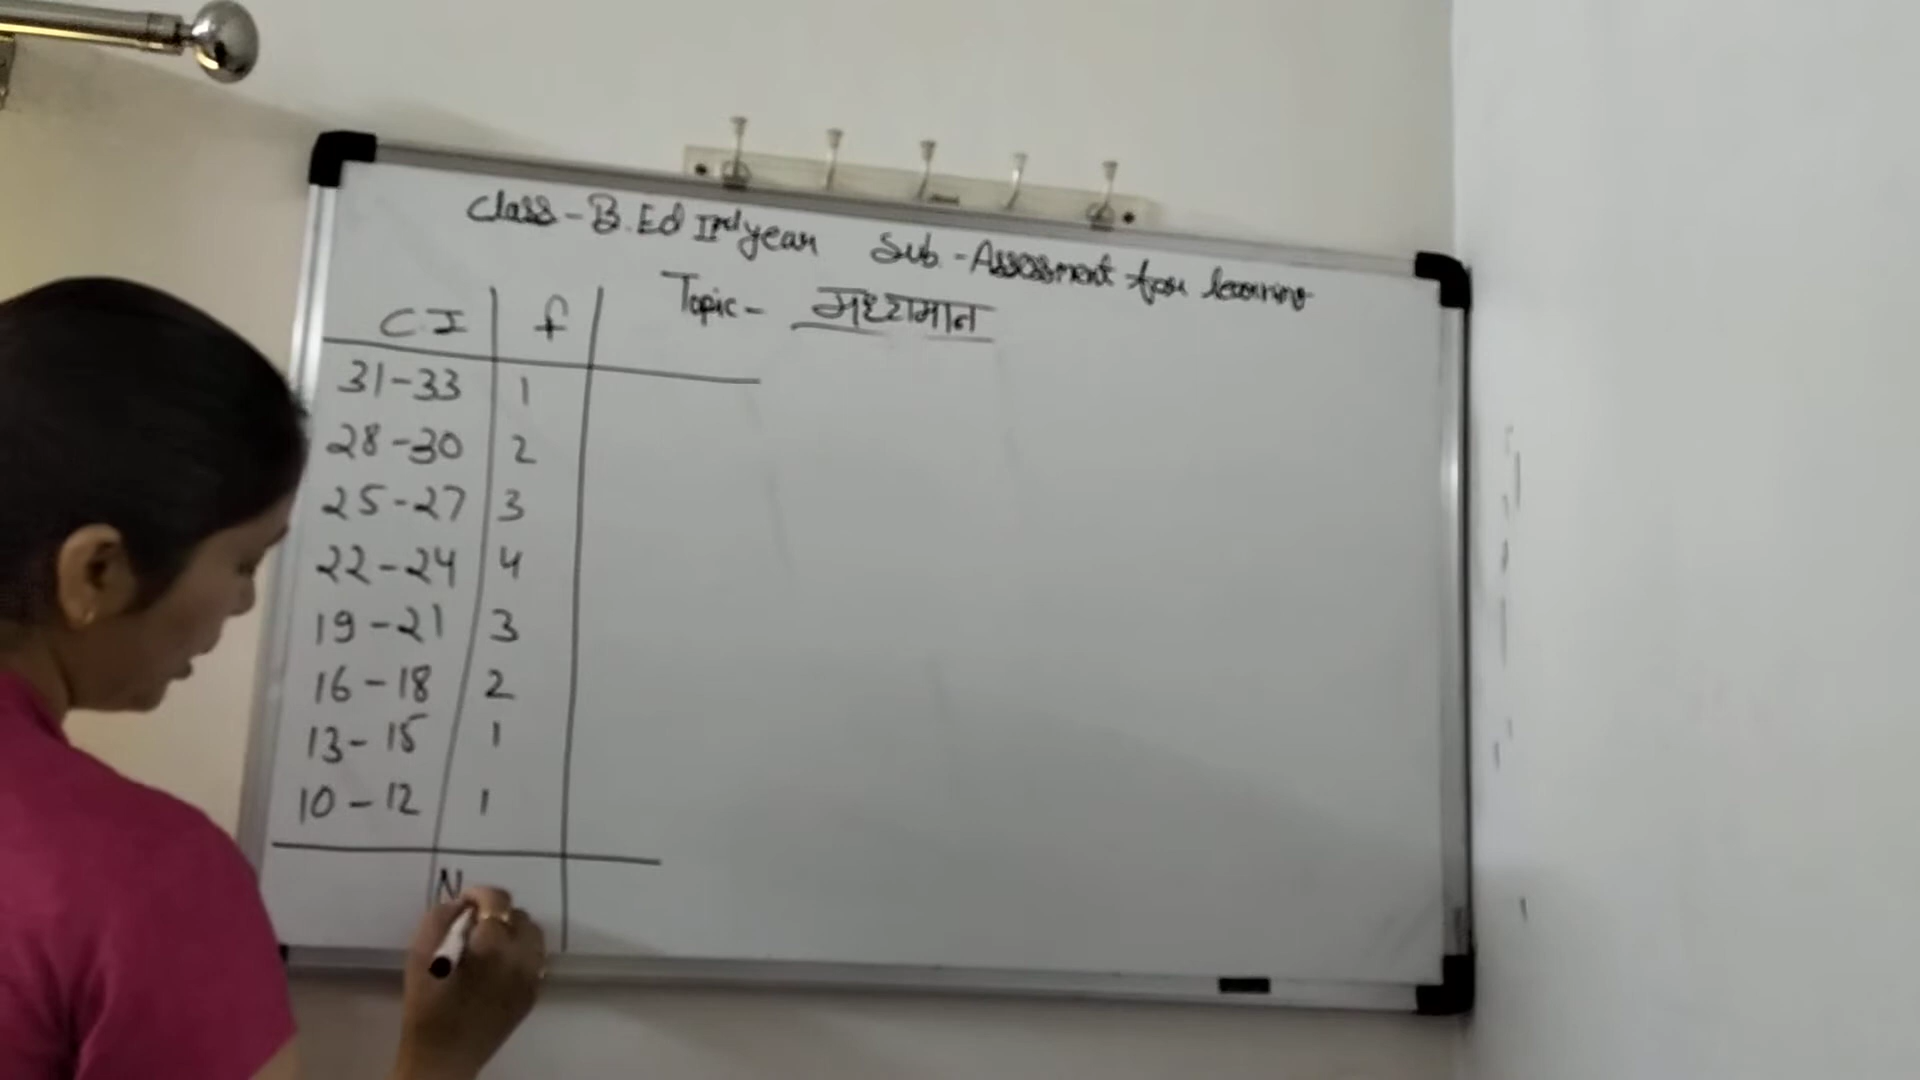 Class - B.Ed IInd year Sub. - Assessment for learning
Topic - मध्यमान
CI f
31-33 1
28-30 2
25-27 3
22-24 4
19-21 3
16-18 2
13-15 1
10-12 1
N